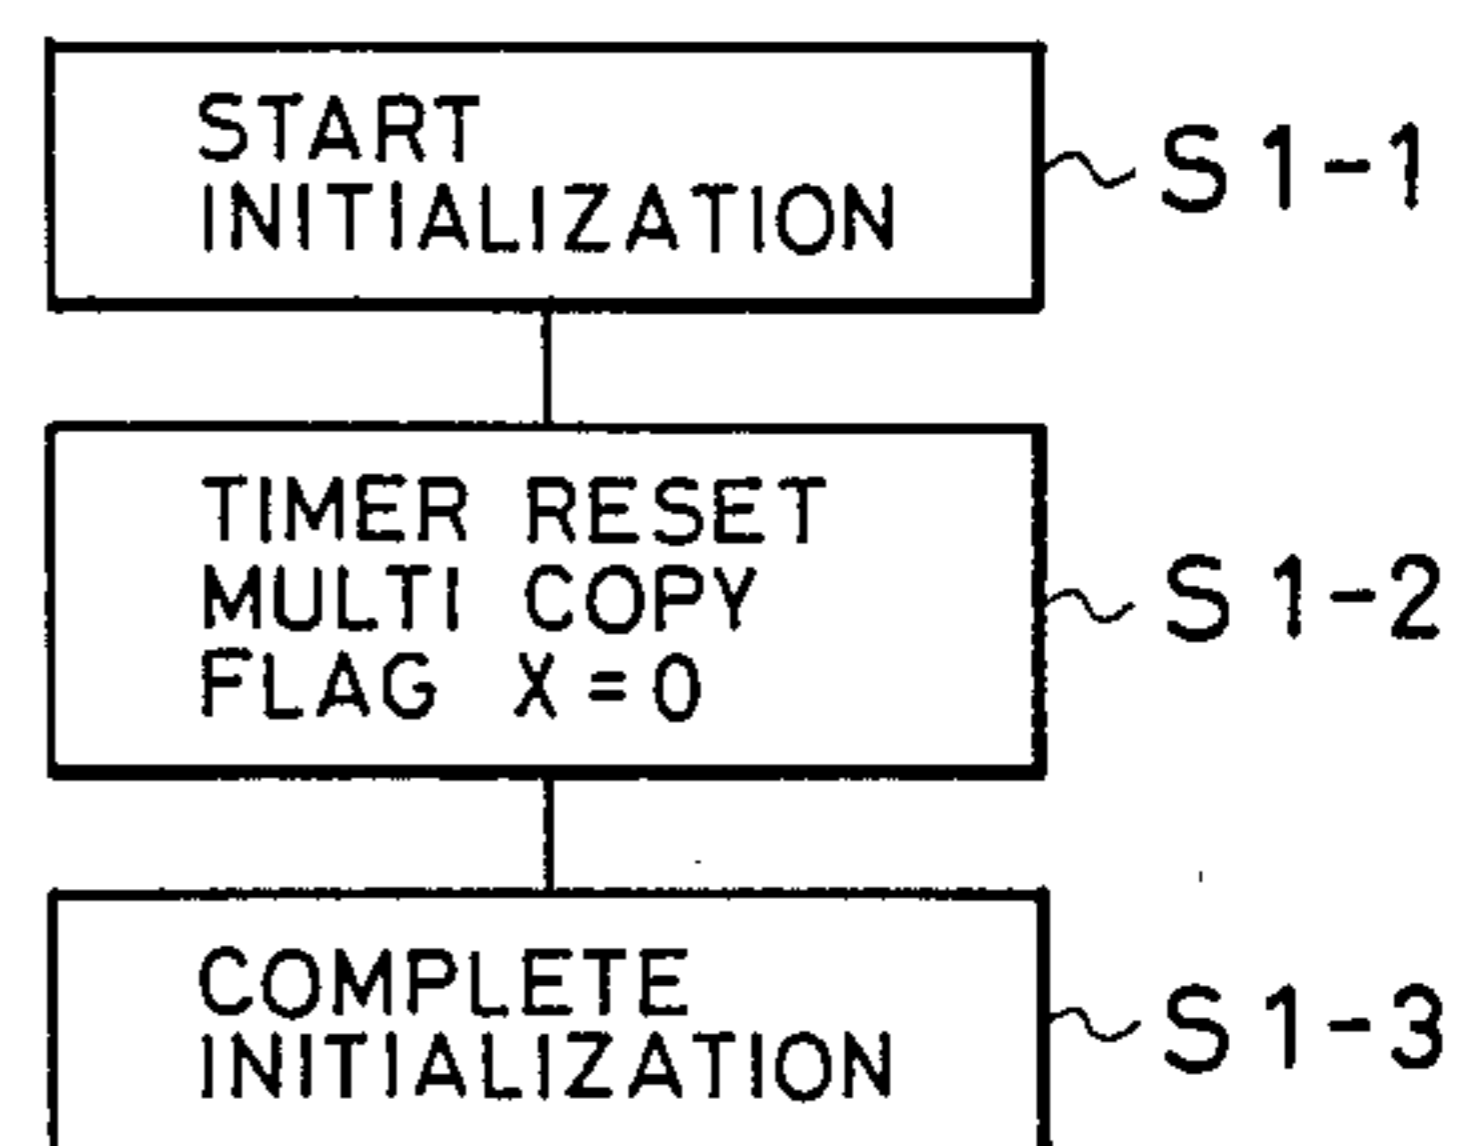 START
INITIALIZATION
S1-1
TIMER RESET
MULTI COPY
FLAG X=0
S1-2
COMPLETE
INITIALIZATION
S1-3